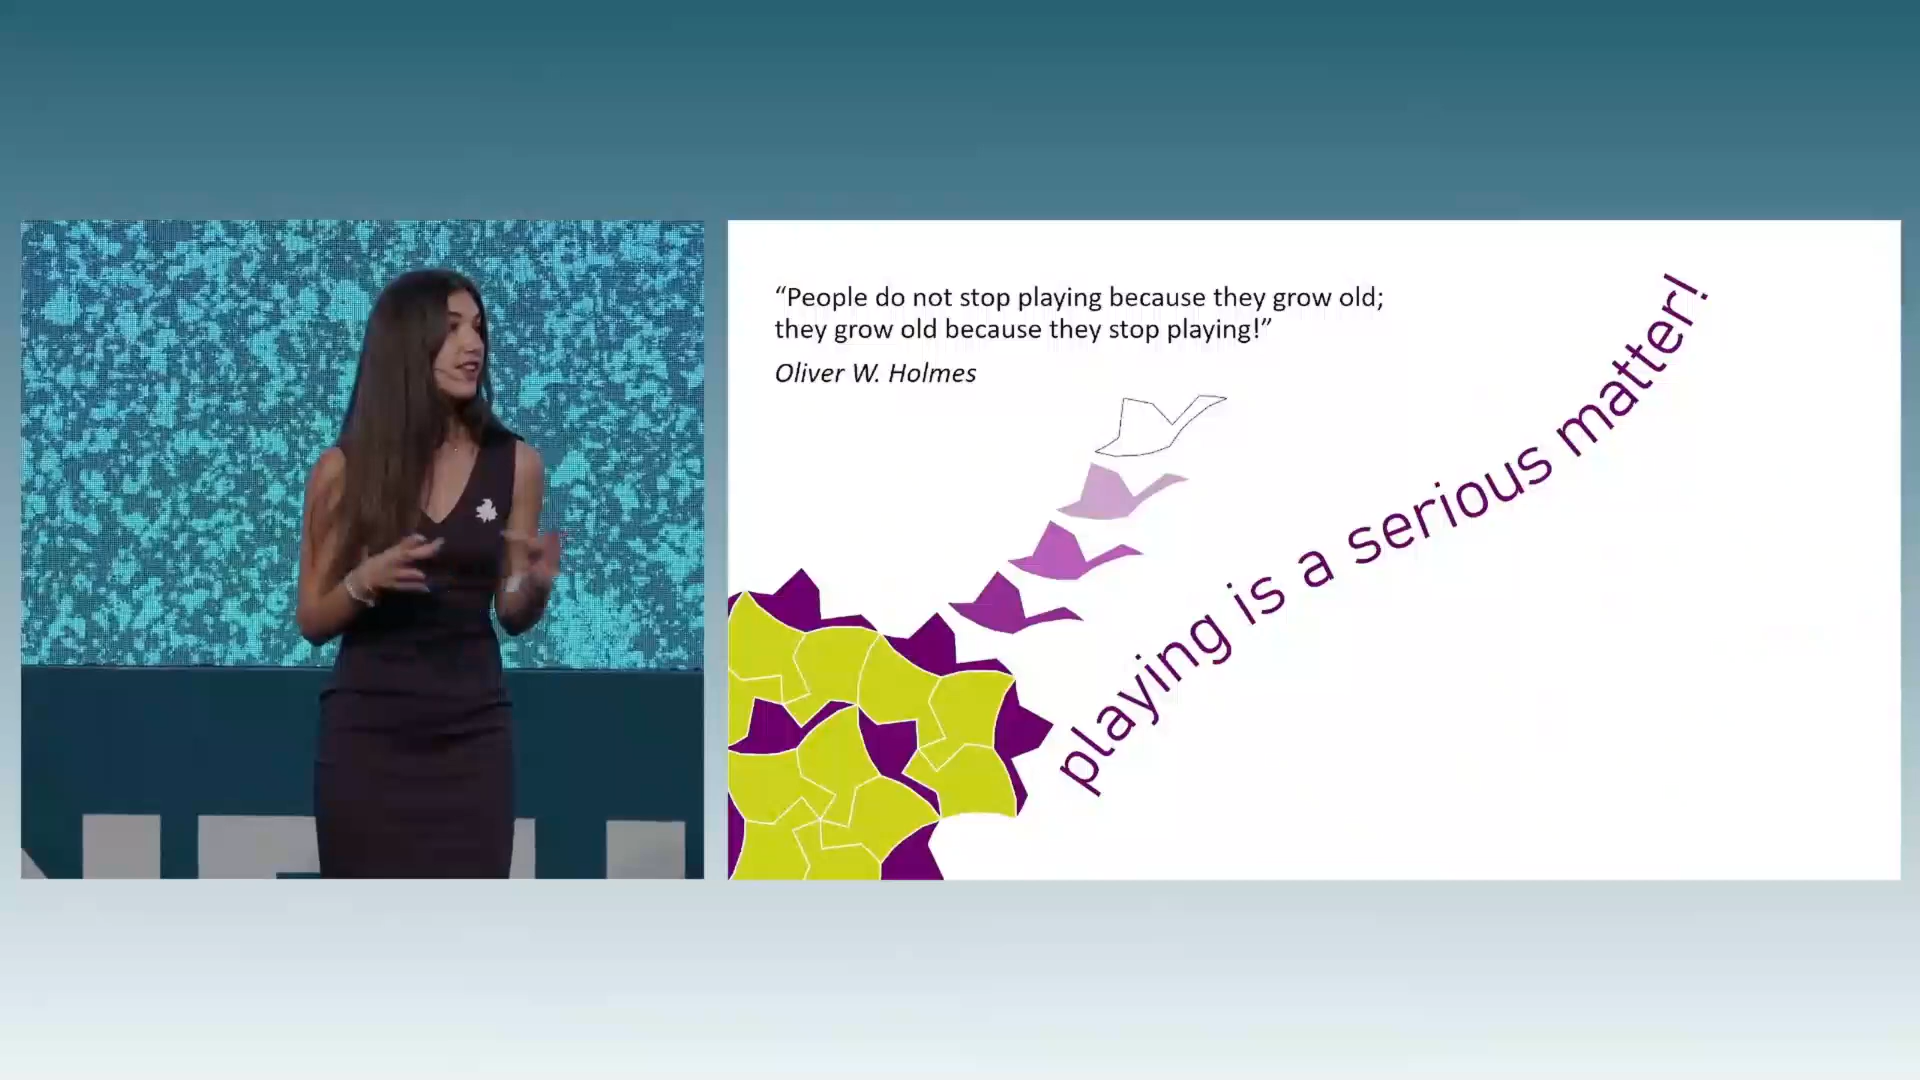 “People do not stop playing because they grow old;
they grow old because they stop playing!”
Oliver W. Holmes
playing is a serious matter!